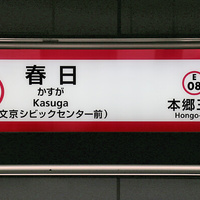 春日
かすが
Kasuga
文京シビックセンター前）
E
08
本郷三
Hongo-